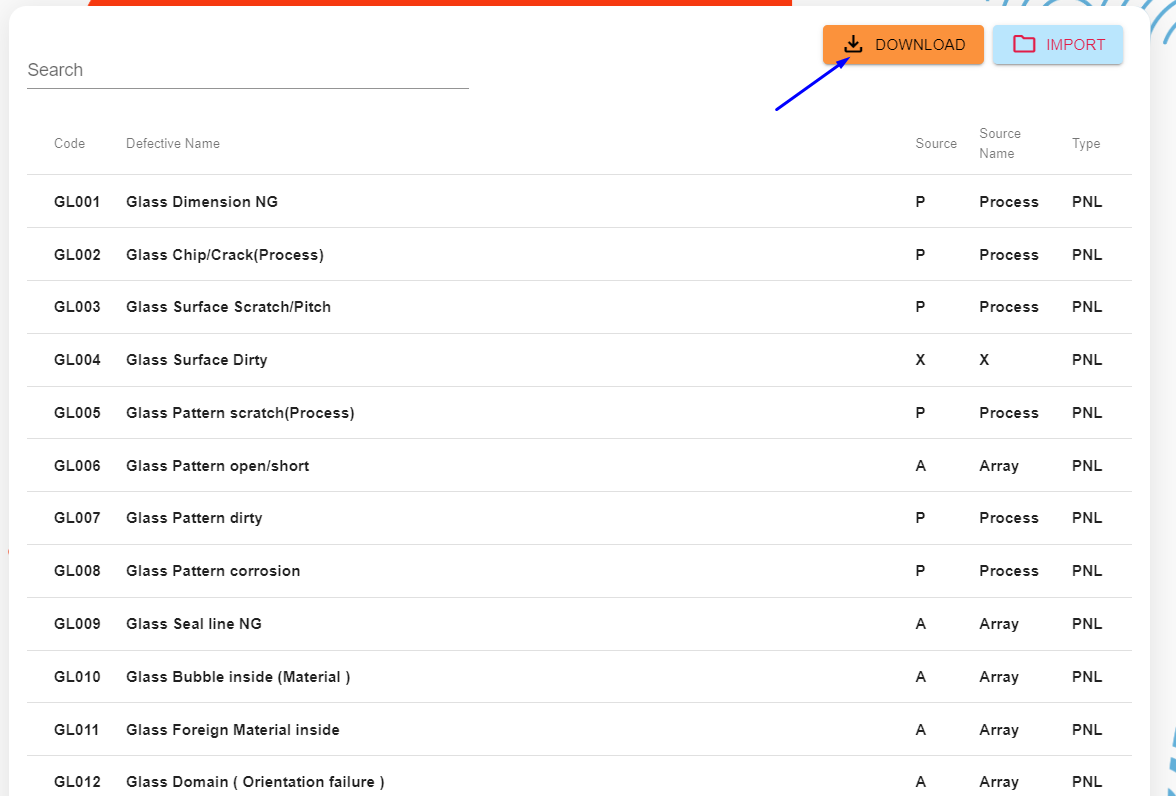 DOWNLOAD IMPORT
Search
Code Defective Name Source Source Name Type
GL001 Glass Dimension NG P Process PNL
GL002 Glass Chip/Crack(Process) P Process PNL
GL003 Glass Surface Scratch/Pitch P Process PNL
GL004 Glass Surface Dirty X X PNL
GL005 Glass Pattern scratch(Process) P Process PNL
GL006 Glass Pattern open/short A Array PNL
GL007 Glass Pattern dirty P Process PNL
GL008 Glass Pattern corrosion P Process PNL
GL009 Glass Seal line NG A Array PNL
GL010 Glass Bubble inside (Material ) A Array PNL
GL011 Glass Foreign Material inside A Array PNL
GL012 Glass Domain ( Orientation failure ) A Array PNL